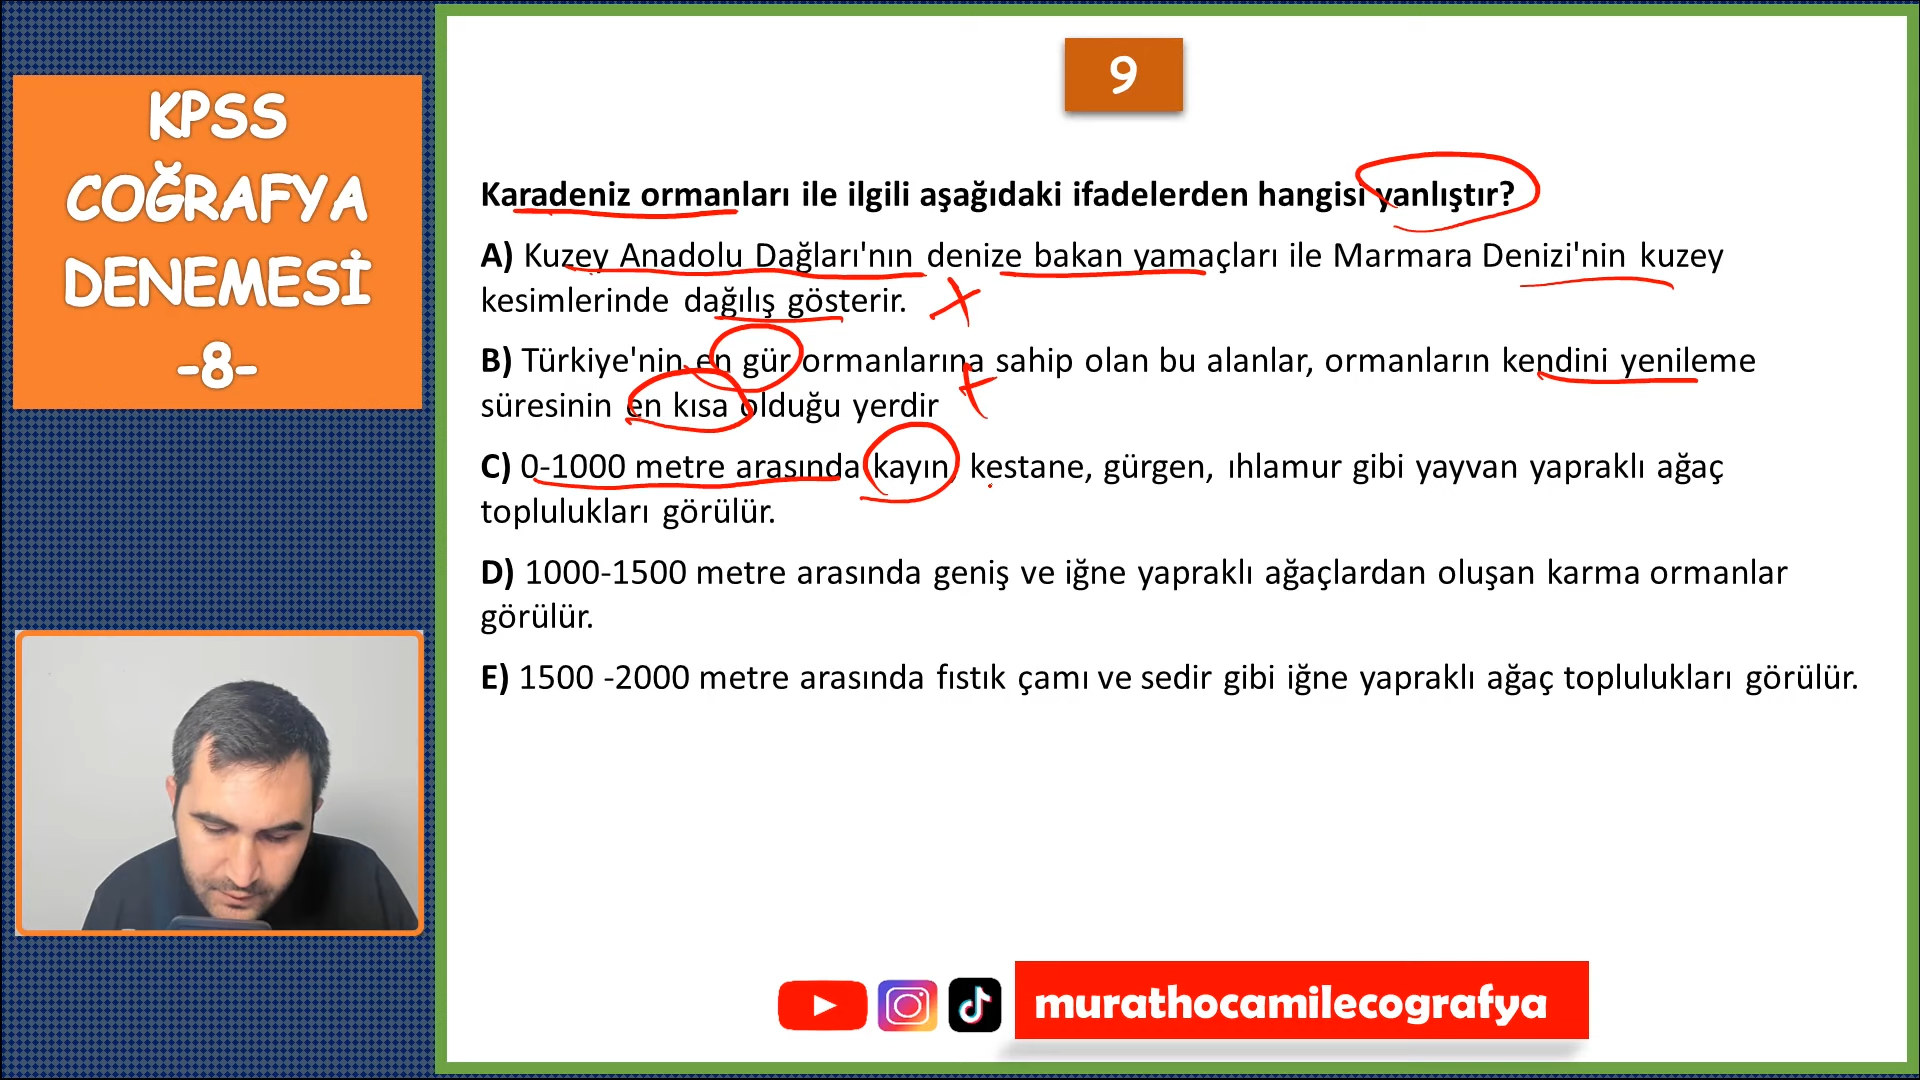 KPSS
COĞRAFYA
DENEMESİ
-8-
9
Karadeniz ormanları ile ilgili aşağıdaki ifadelerden hangisi yanlıştır?
A) Kuzey Anadolu Dağları'nın denize bakan yamaçları ile Marmara Denizi'nin kuzey
kesimlerinde dağılış gösterir.
B) Türkiye'nin en gür ormanlarına sahip olan bu alanlar, ormanların kendini yenileme
süresinin en kısa olduğu yerdir
C) 0-1000 metre arasında kayın, kestane, gürgen, ıhlamur gibi yayvan yapraklı ağaç
toplulukları görülür.
D) 1000-1500 metre arasında geniş ve iğne yapraklı ağaçlardan oluşan karma ormanlar
görülür.
E) 1500 -2000 metre arasında fıstık çamı ve sedir gibi iğne yapraklı ağaç toplulukları görülür.
murathocamilecografya